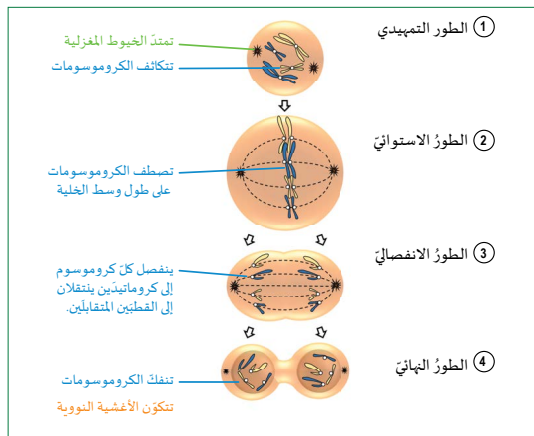 ① الطور التمهيدي
تمتدّ الخيوط المغزلية
تتكاثف الكروموسومات
② الطورُ الاستوائيّ
تصطف الكروموسومات
على طول وسط الخلية
③ الطورُ الانفصاليّ
ينفصل كلّ كروموسوم
إلى كروماتيدَين ينتقلان
إلى القطبَين المتقابلَين.
④ الطورُ النهائيّ
تنفكّ الكروموسومات
تتكوّن الأغشية النووية